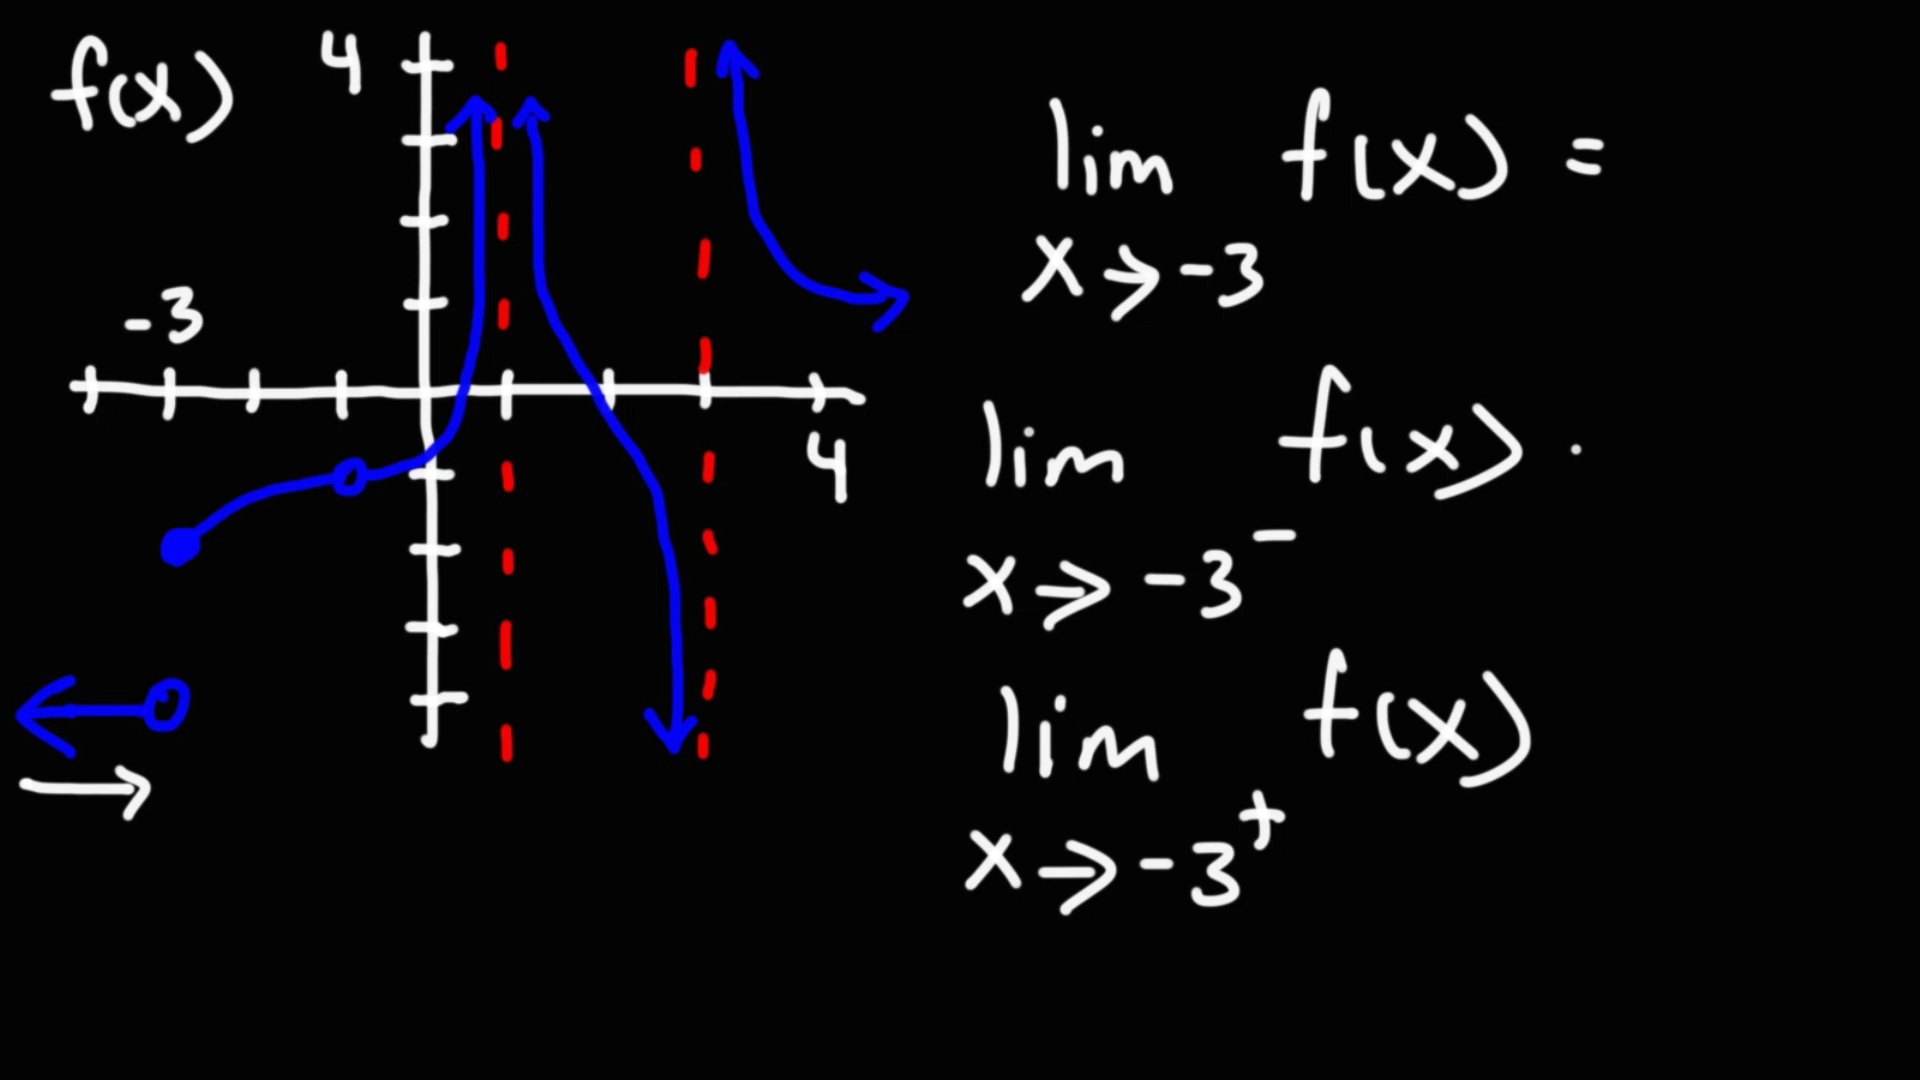 f(x)
4
-3
4
lim f(x) =
x→-3
lim f(x) ·
x→-3⁻
lim f(x)
x→-3⁺